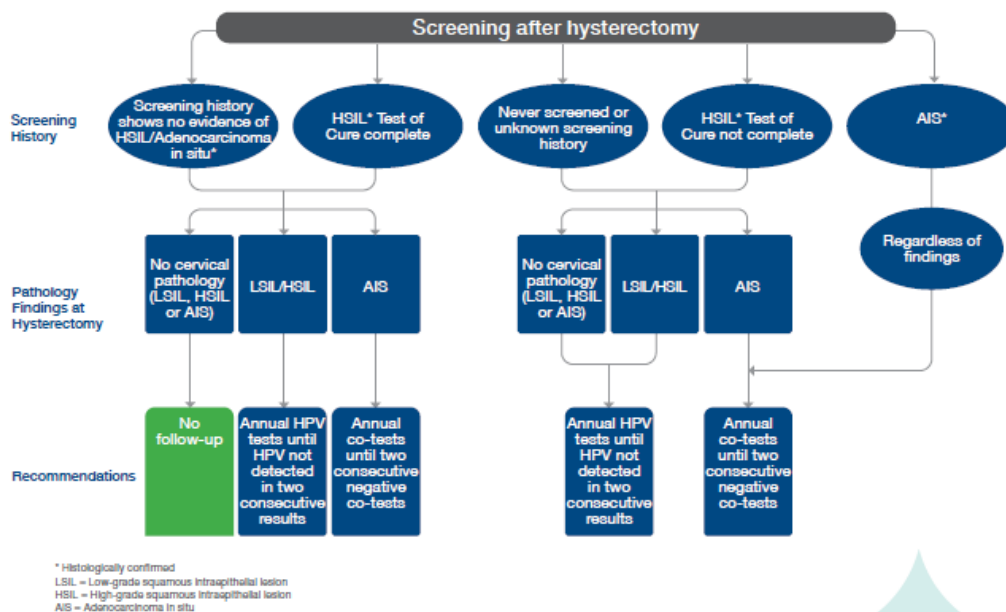 Screening after hysterectomy
Screening
History
Screening history
shows no evidence of
HSIL/Adenocarcinoma
in situ*
HSIL* Test of
Cure complete
Never screened or
unknown screening
history
HSIL* Test of
Cure not complete
AIS*
Regardless of
findings
Pathology
Findings at
Hysterectomy
No cervical
pathology
(LSIL, HSIL
or AIS)
LSIL/HSIL
AIS
No cervical
pathology
(LSIL, HSIL
or AIS)
LSIL/HSIL
AIS
Recommendations
No
follow-up
Annual HPV
tests until
HPV not
detected
in two
consecutive
results
Annual
co-tests
until two
consecutive
negative
co-tests
Annual HPV
tests until
HPV not
detected
in two
consecutive
results
Annual
co-tests
until two
consecutive
negative
co-tests
* Histologically confirmed
LSIL = Low-grade squamous intraepithelial lesion
HSIL = High-grade squamous intraepithelial lesion
AIS = Adenocarcinoma in situ